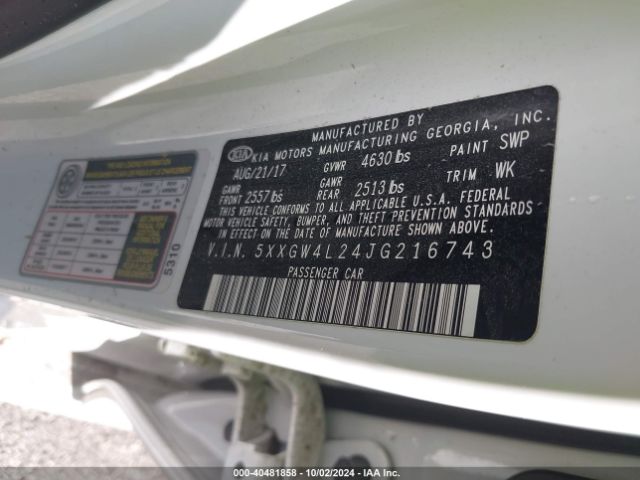 MANUFACTURED BY
KIA KIA MOTORS MANUFACTURING GEORGIA, INC.
AUG/21/17 GVWR 4630 lbs PAINT SWP
GAWR FRONT 2557 lbs GAWR REAR 2513 lbs TRIM WK
THIS VEHICLE CONFORMS TO ALL APPLICABLE U.S.A. FEDERAL
MOTOR VEHICLE SAFETY, BUMPER, AND THEFT PREVENTION STANDARDS
IN EFFECT ON THE DATE OF MANUFACTURE SHOWN ABOVE.
V.I.N. 5XXGW4L24JG216743
PASSENGER CAR
5310
000-40481858 | 10/02/2024 | IAA Inc.